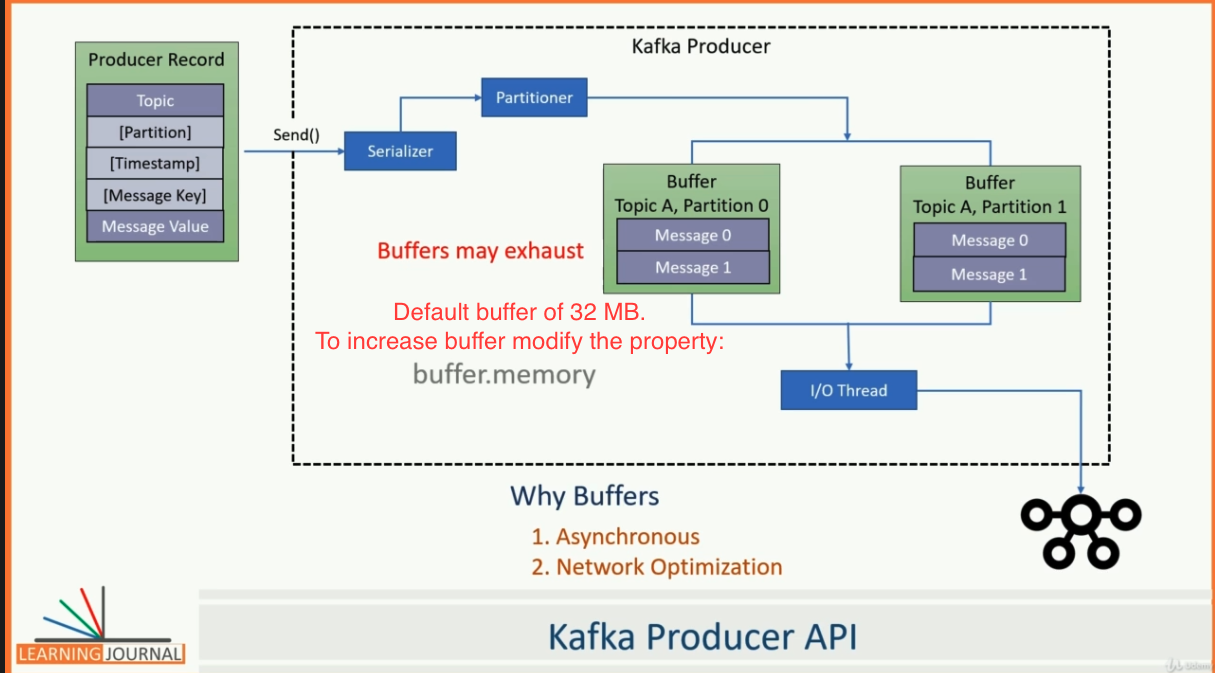 Kafka Producer
Producer Record
Topic
[Partition]
[Timestamp]
[Message Key]
Message Value
Send()
Serializer
Partitioner
Buffer
Topic A, Partition 0
Message 0
Message 1
Buffer
Topic A, Partition 1
Message 0
Message 1
Buffers may exhaust
Default buffer of 32 MB.
To increase buffer modify the property:
buffer.memory
I/O Thread
Why Buffers
1. Asynchronous
2. Network Optimization
LEARNING JOURNAL
Kafka Producer API
Udemy